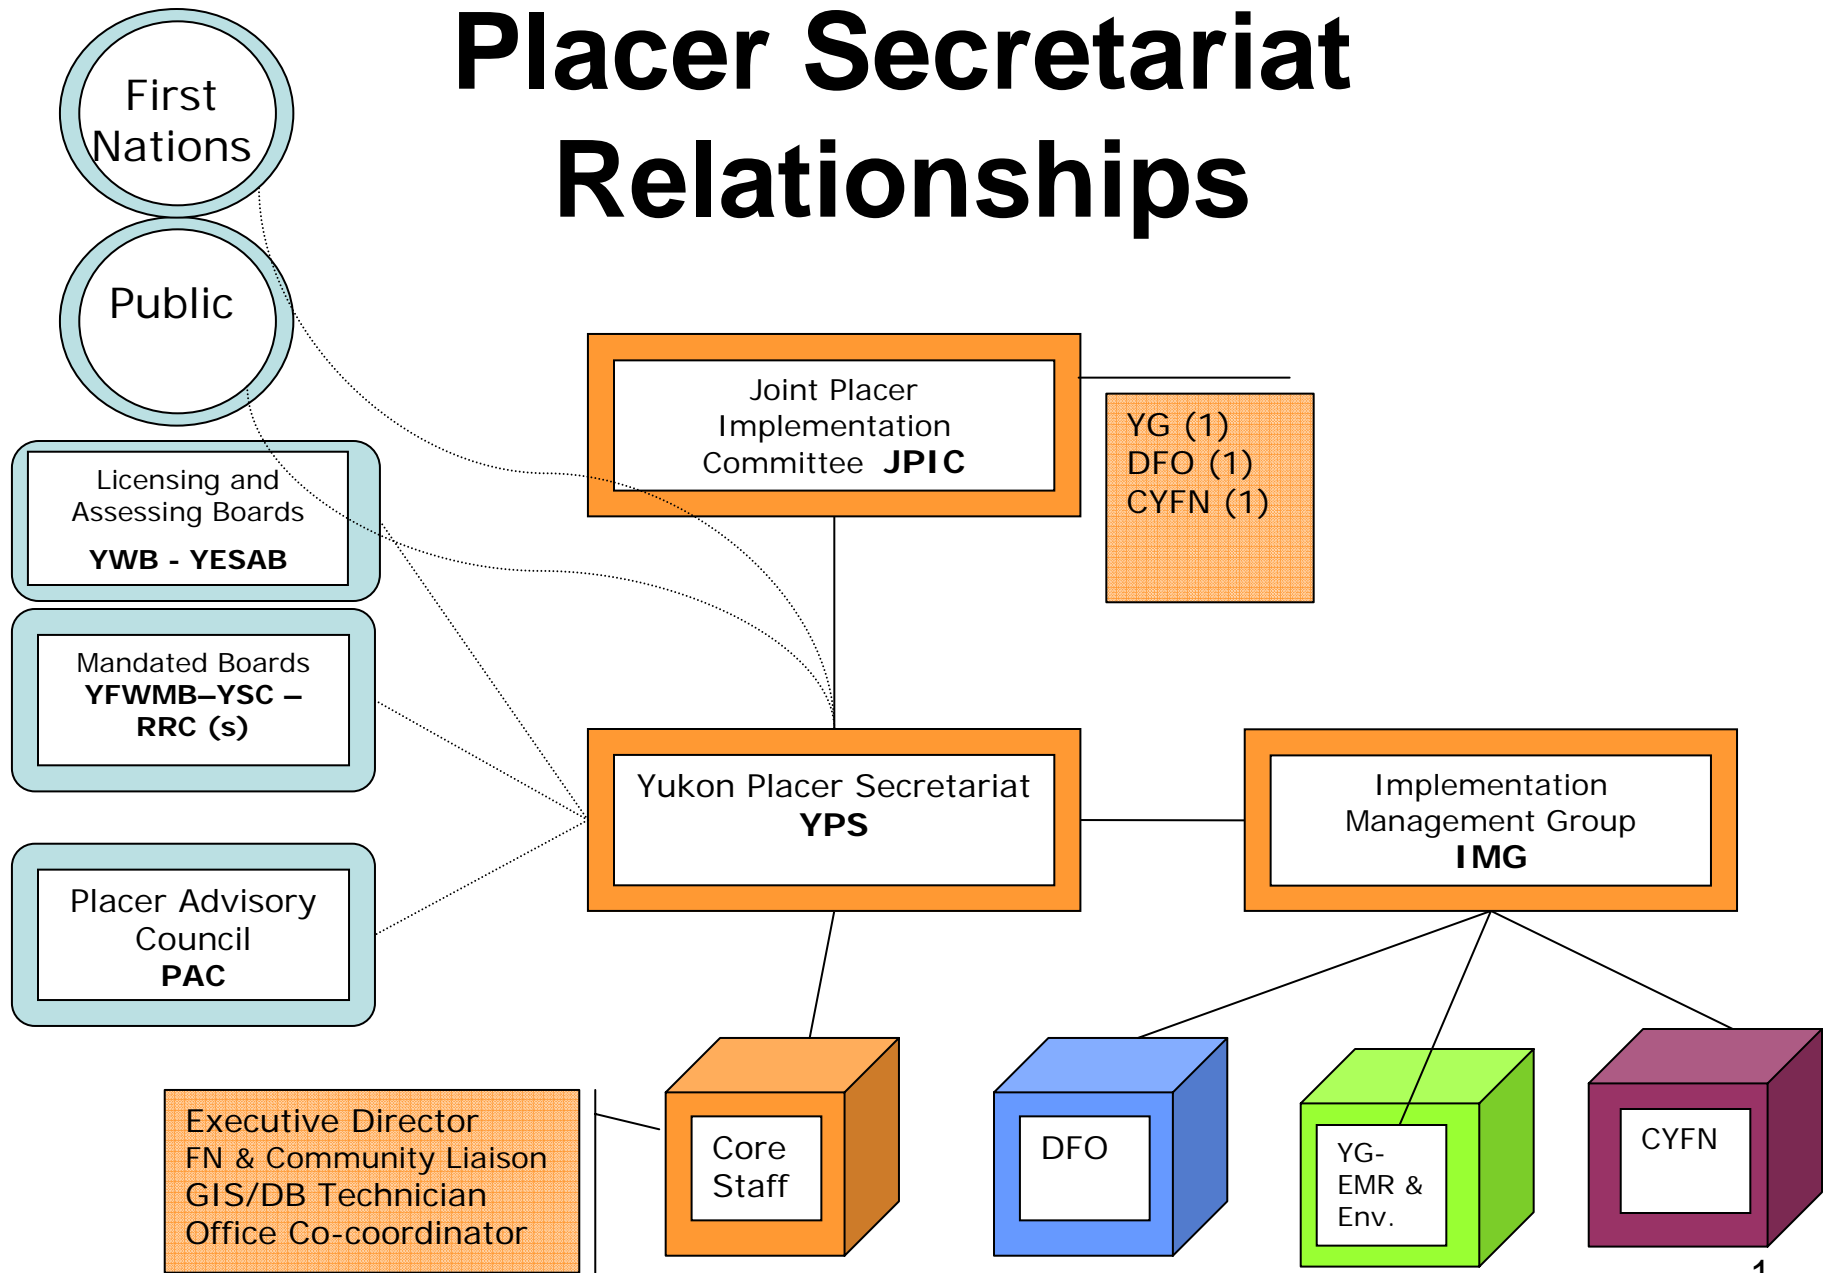 Placer Secretariat
Relationships
First
Nations
Public
Licensing and
Assessing Boards
YWB - YESAB
Mandated Boards
YFWMB–YSC –
RRC (s)
Placer Advisory
Council
PAC
Joint Placer
Implementation
Committee JPIC
YG (1)
DFO (1)
CYFN (1)
Yukon Placer Secretariat
YPS
Implementation
Management Group
IMG
Executive Director
FN & Community Liaison
GIS/DB Technician
Office Co-coordinator
Core
Staff
DFO
YG-
EMR &
Env.
CYFN
1